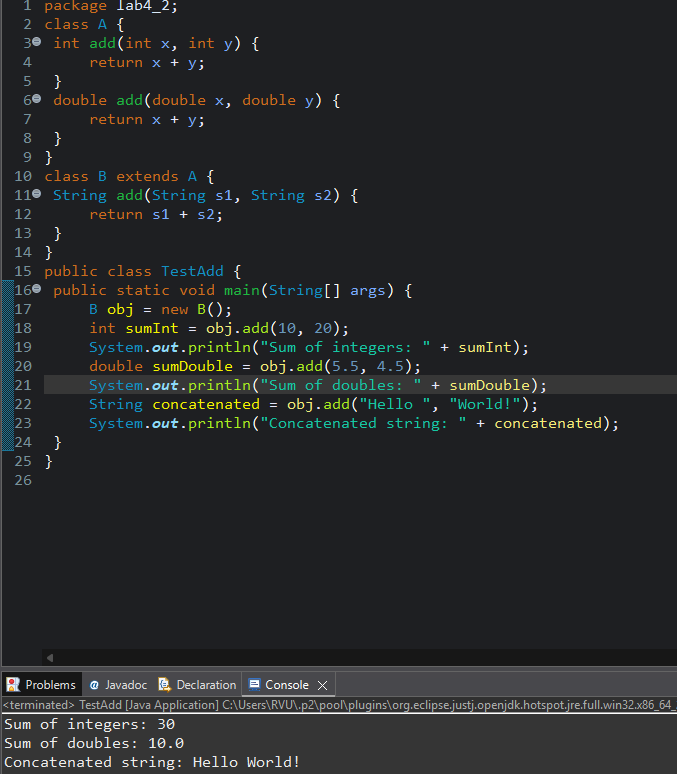 1 package lab4_2;
2 class A {
3 int add(int x, int y) {
4 return x + y;
5 }
6 double add(double x, double y) {
7 return x + y;
8 }
9 }
10 class B extends A {
11 String add(String s1, String s2) {
12 return s1 + s2;
13 }
14 }
15 public class TestAdd {
16 public static void main(String[] args) {
17 B obj = new B();
18 int sumInt = obj.add(10, 20);
19 System.out.println("Sum of integers: " + sumInt);
20 double sumDouble = obj.add(5.5, 4.5);
21 System.out.println("Sum of doubles: " + sumDouble);
22 String concatenated = obj.add("Hello ", "World!");
23 System.out.println("Concatenated string: " + concatenated);
24 }
25 }
26
Problems @ Javadoc Declaration Console
<terminated> TestAdd [Java Application] C:\Users\RVU\.p2\pool\plugins\org.eclipse.justj.openjdk.hotspot.jre.full.win32.x86_64_
Sum of integers: 30
Sum of doubles: 10.0
Concatenated string: Hello World!